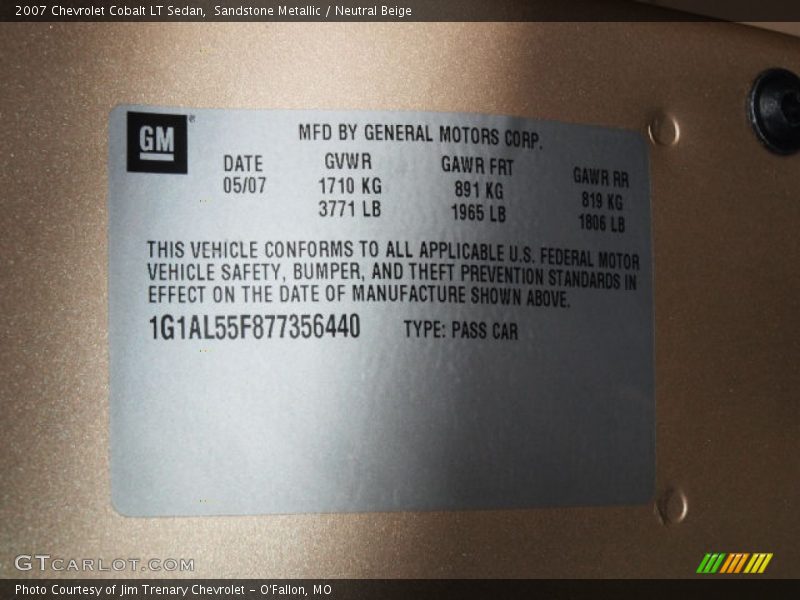 2007 Chevrolet Cobalt LT Sedan,  Sandstone Metallic / Neutral Beige
GM®
MFD BY GENERAL MOTORS CORP.
DATE GVWR GAWR FRT GAWR RR
05/07 1710 KG 891 KG 819 KG
3771 LB 1965 LB 1806 LB
THIS VEHICLE CONFORMS TO ALL APPLICABLE U.S. FEDERAL MOTOR
VEHICLE SAFETY, BUMPER, AND THEFT PREVENTION STANDARDS IN
EFFECT ON THE DATE OF MANUFACTURE SHOWN ABOVE.
1G1AL55F877356440 TYPE: PASS CAR
GTCARLOT.COM
Photo Courtesy of Jim Trenary Chevrolet - O'Fallon, MO